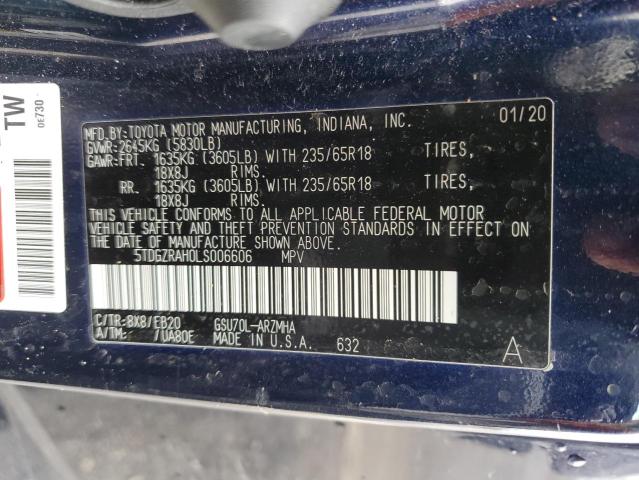 TW
0E730-
MFD.BY:TOYOTA MOTOR MANUFACTURING, INDIANA, INC. 01/20
GVWR:2645KG (5830LB)
GAWR:FRT. 1635KG (3605LB) WITH 235/65R18 TIRES,
18X8J RIMS.
RR. 1635KG (3605LB) WITH 235/65R18 TIRES,
18X8J RIMS.
THIS VEHICLE CONFORMS TO ALL APPLICABLE FEDERAL MOTOR
VEHICLE SAFETY AND THEFT PREVENTION STANDARDS IN EFFECT ON
THE DATE OF MANUFACTURE SHOWN ABOVE.
5TDGZRAH0LS006606 MPV
C/TR:8X8/EB20 GSU70L-ARZMHA
A/TM: /UA80E MADE IN U.S.A. 632 A